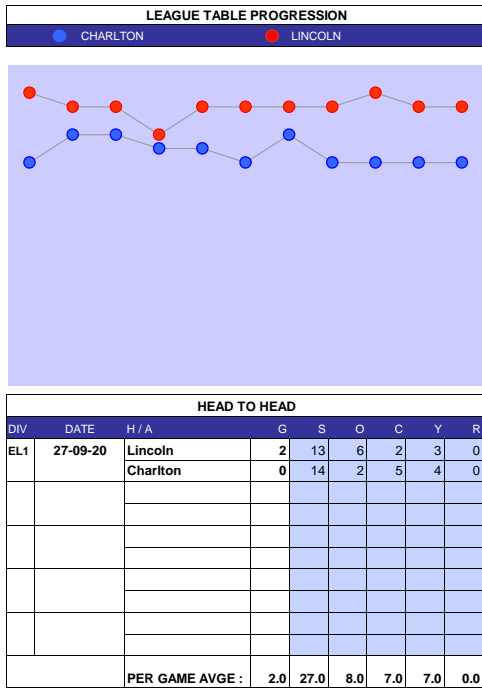 LEAGUE TABLE PROGRESSION
CHARLTON LINCOLN
HEAD TO HEAD
DIV DATE H / A G S O C Y R
EL1 27-09-20 Lincoln 2 13 6 2 3 0
Charlton 0 14 2 5 4 0
PER GAME AVGE : 2.0 27.0 8.0 7.0 7.0 0.0